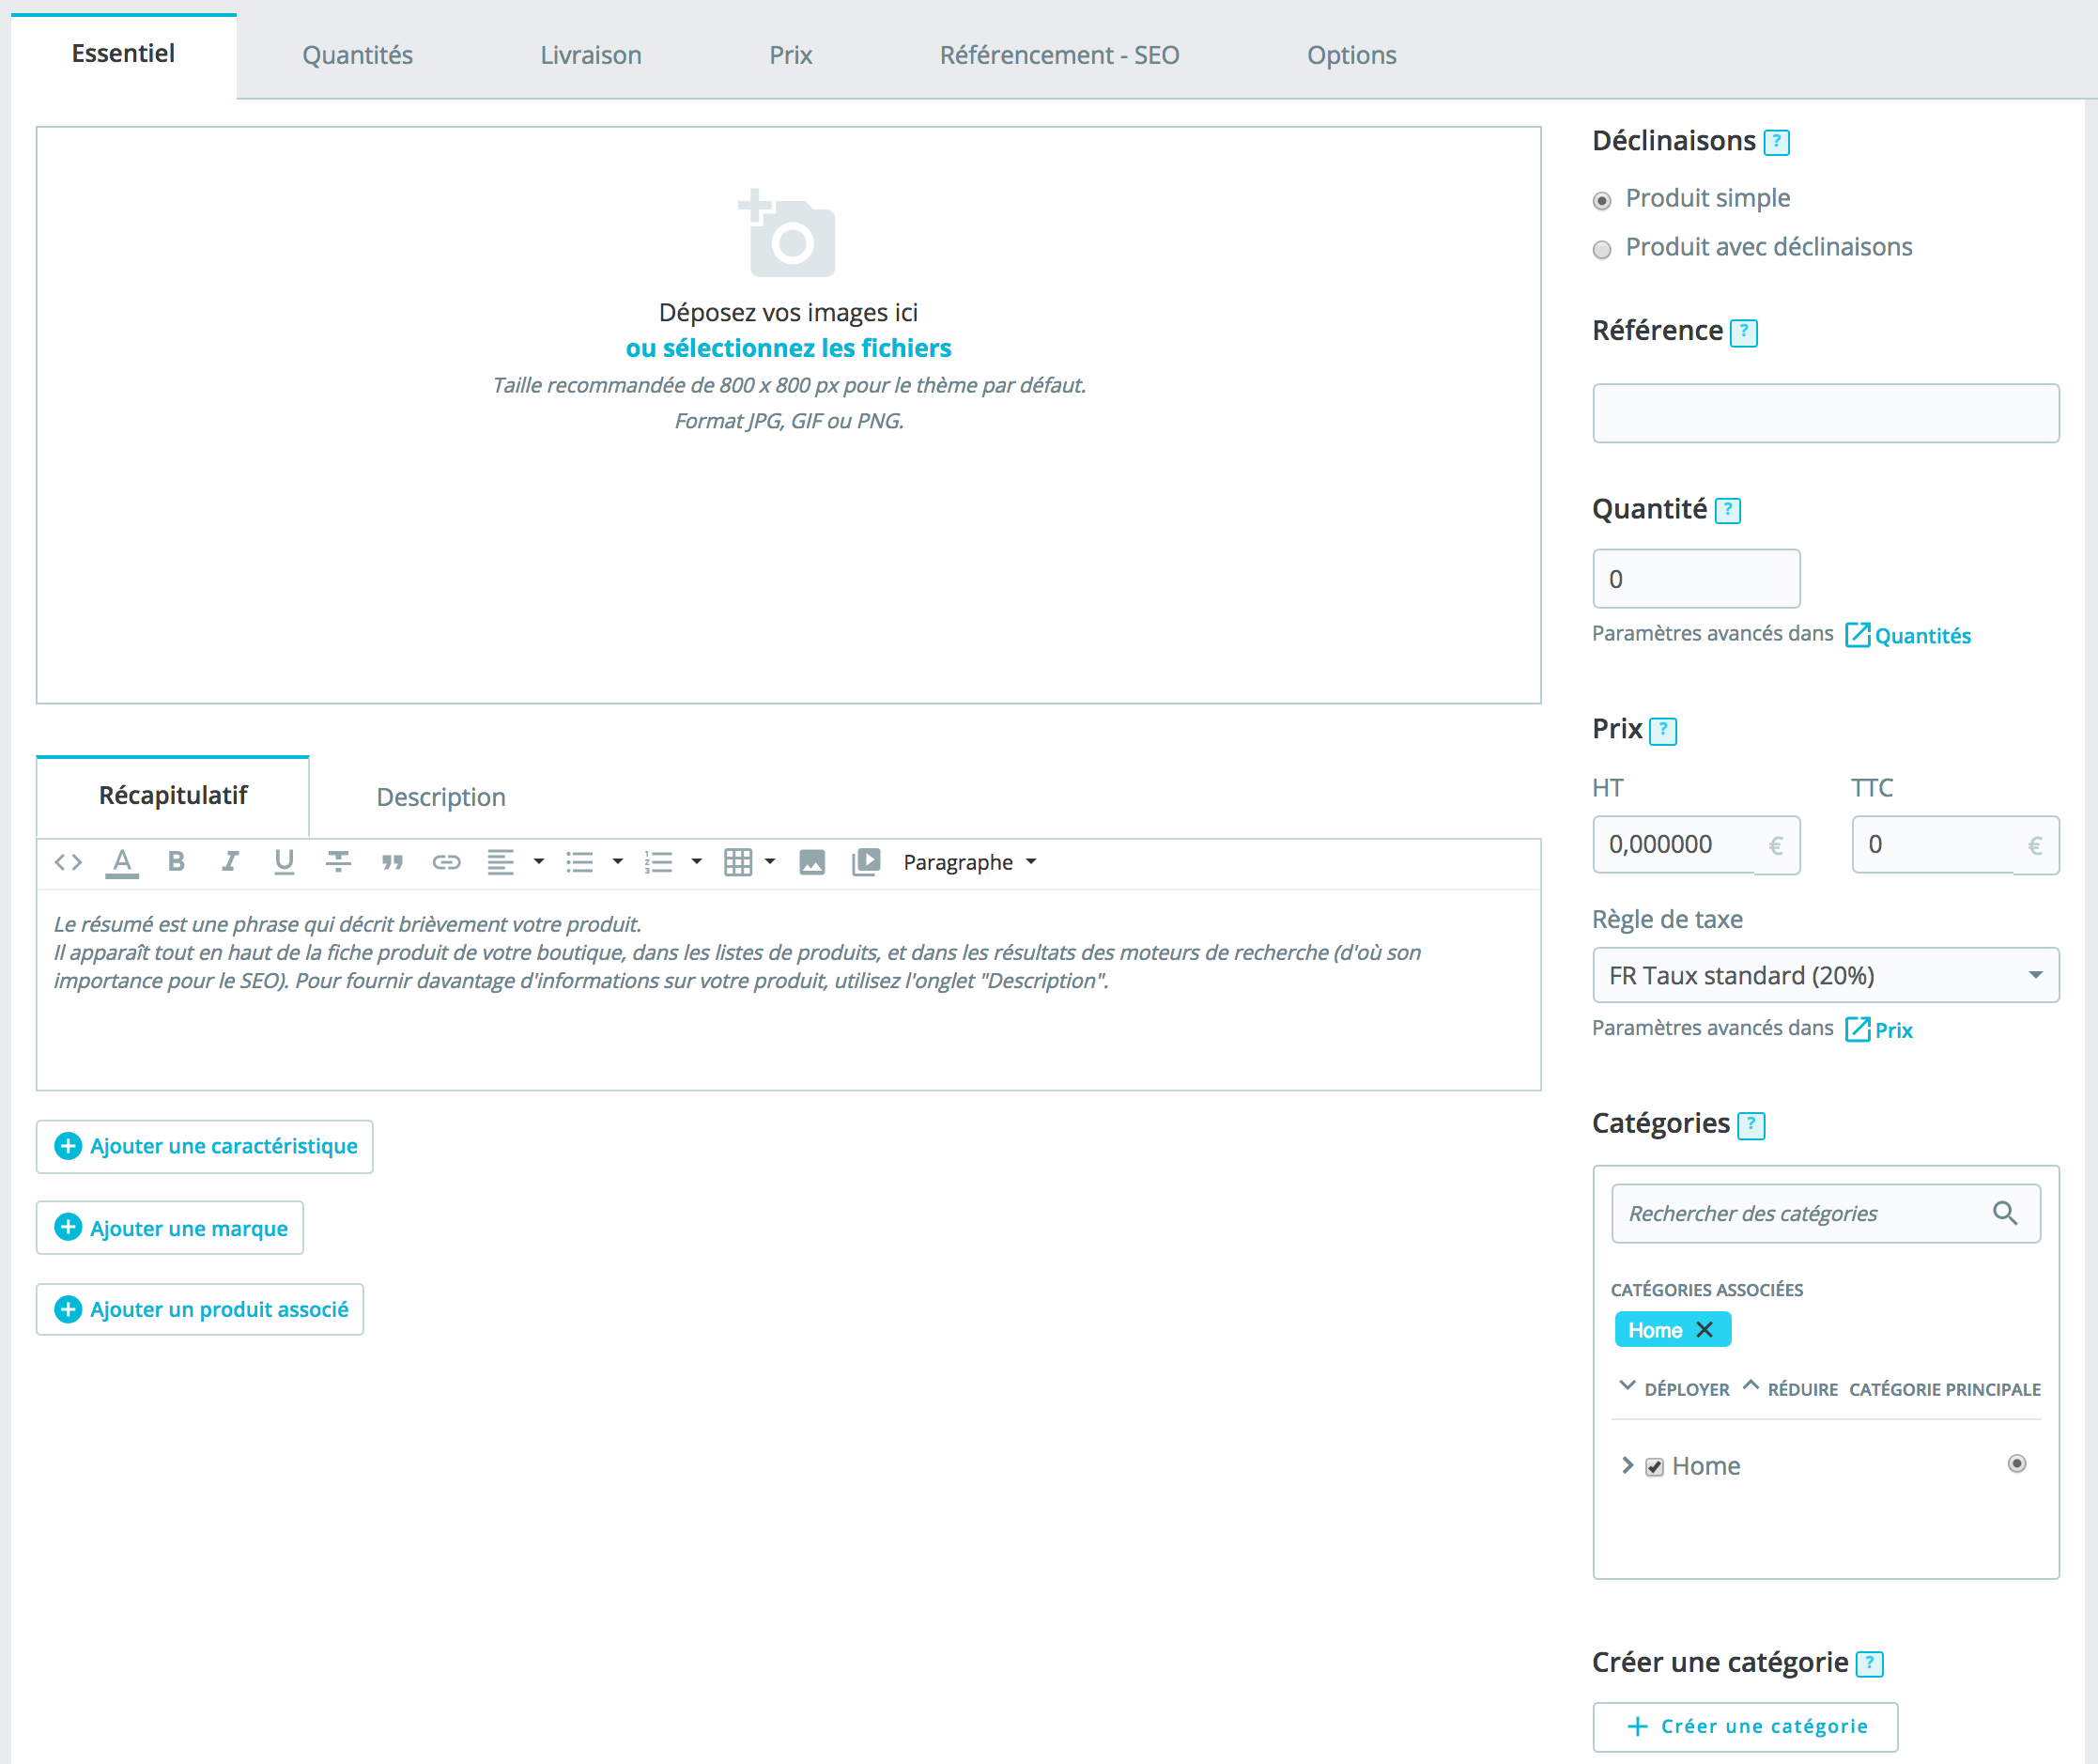 Essentiel
Quantités
Livraison
Prix
Référencement - SEO
Options
Déposez vos images ici
ou sélectionnez les fichiers
Taille recommandée de 800 x 800 px pour le thème par défaut.
Format JPG, GIF ou PNG.
Récapitulatif
Description
Paragraphe
Le résumé est une phrase qui décrit brièvement votre produit.
Il apparaît tout en haut de la fiche produit de votre boutique, dans les listes de produits, et dans les résultats des moteurs de recherche (d'où son
importance pour le SEO). Pour fournir davantage d'informations sur votre produit, utilisez l'onglet "Description".
Ajouter une caractéristique
Ajouter une marque
Ajouter un produit associé
Déclinaisons ?
Produit simple
Produit avec déclinaisons
Référence ?
Quantité ?
0
Paramètres avancés dans Quantités
Prix ?
HT
TTC
0,000000 €
0 €
Règle de taxe
FR Taux standard (20%)
Paramètres avancés dans Prix
Catégories ?
Rechercher des catégories
CATÉGORIES ASSOCIÉES
Home
DÉPLOYER RÉDUIRE CATÉGORIE PRINCIPALE
Home
Créer une catégorie ?
Créer une catégorie